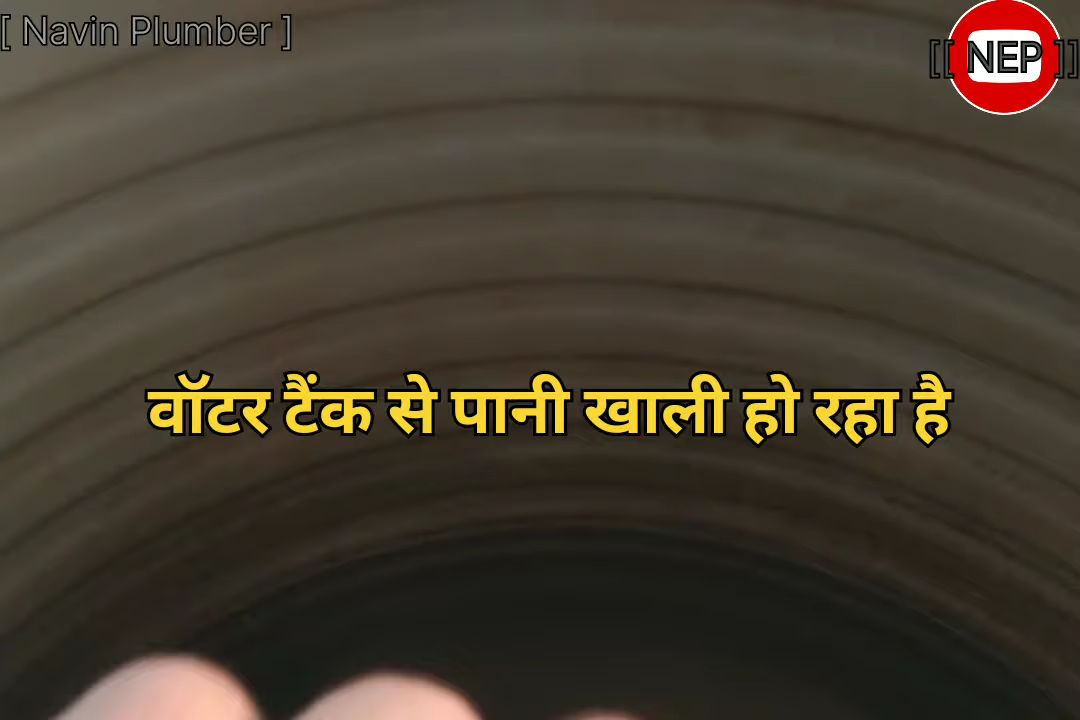 [ Navin Plumber ]
[[ NEP ]]
वॉटर टैंक से पानी खाली हो रहा है